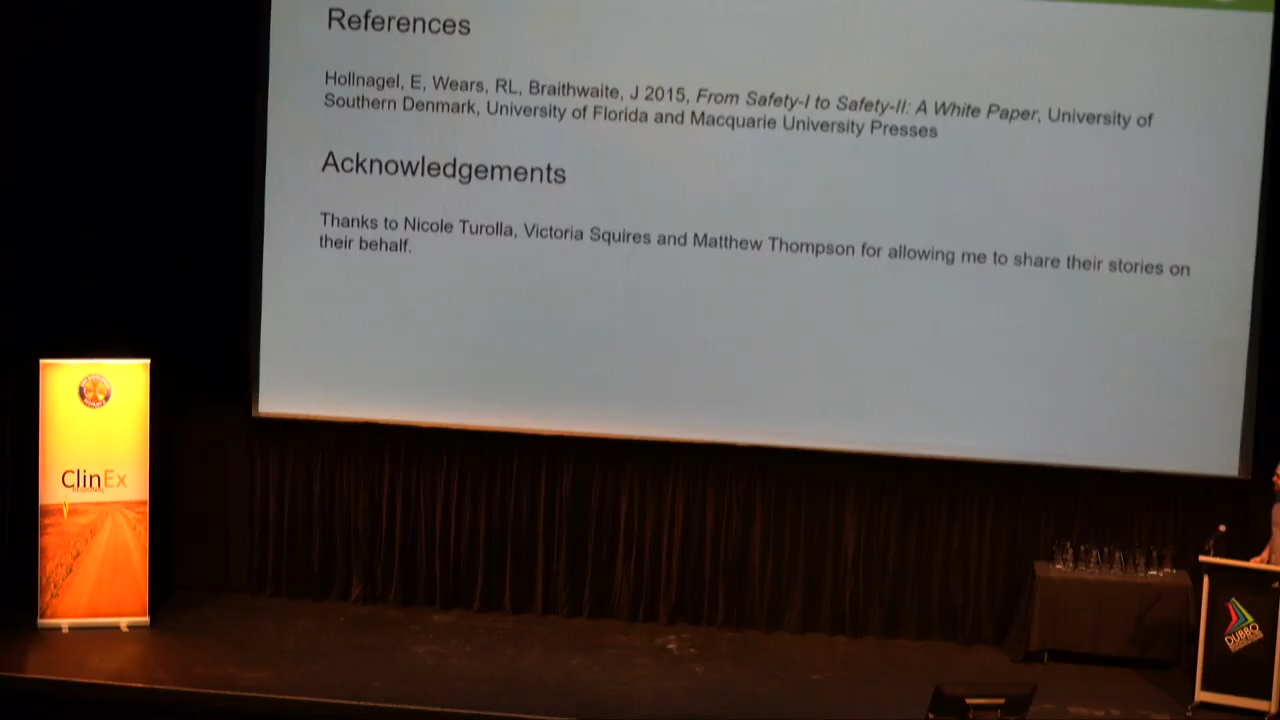 References
Hollnagel, E, Wears, RL, Braithwaite, J 2015, From Safety-I to Safety-II: A White Paper, University of
Southern Denmark, University of Florida and Macquarie University Presses
Acknowledgements
Thanks to Nicole Turolla, Victoria Squires and Matthew Thompson for allowing me to share their stories on
their behalf.
ClinEx
REGIONAL
DUBBO